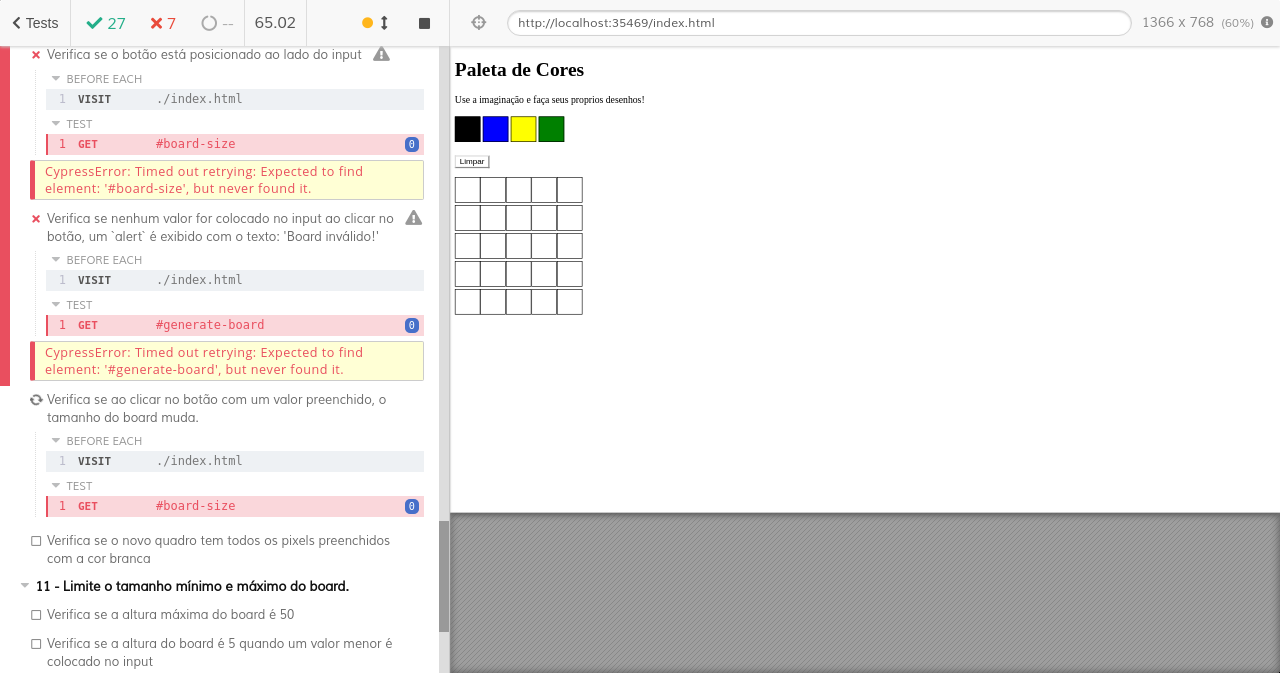 Tests 27 7 -- 65.02
http://localhost:35469/index.html 1366 x 768 (60%)
Verifica se o botão está posicionado ao lado do input
BEFORE EACH
1 VISIT ./index.html
TEST
1 GET #board-size 0
CypressError: Timed out retrying: Expected to find
element: '#board-size', but never found it.
Verifica se nenhum valor for colocado no input ao clicar no
botão, um `alert` é exibido com o texto: 'Board inválido!'
BEFORE EACH
1 VISIT ./index.html
TEST
1 GET #generate-board 0
CypressError: Timed out retrying: Expected to find
element: '#generate-board', but never found it.
Verifica se ao clicar no botão com um valor preenchido, o
tamanho do board muda.
BEFORE EACH
1 VISIT ./index.html
TEST
1 GET #board-size 0
Verifica se o novo quadro tem todos os pixels preenchidos
com a cor branca
11 - Limite o tamanho mínimo e máximo do board.
Verifica se a altura máxima do board é 50
Verifica se a altura do board é 5 quando um valor menor é
colocado no input
Paleta de Cores
Use a imaginação e faça seus proprios desenhos!
Limpar